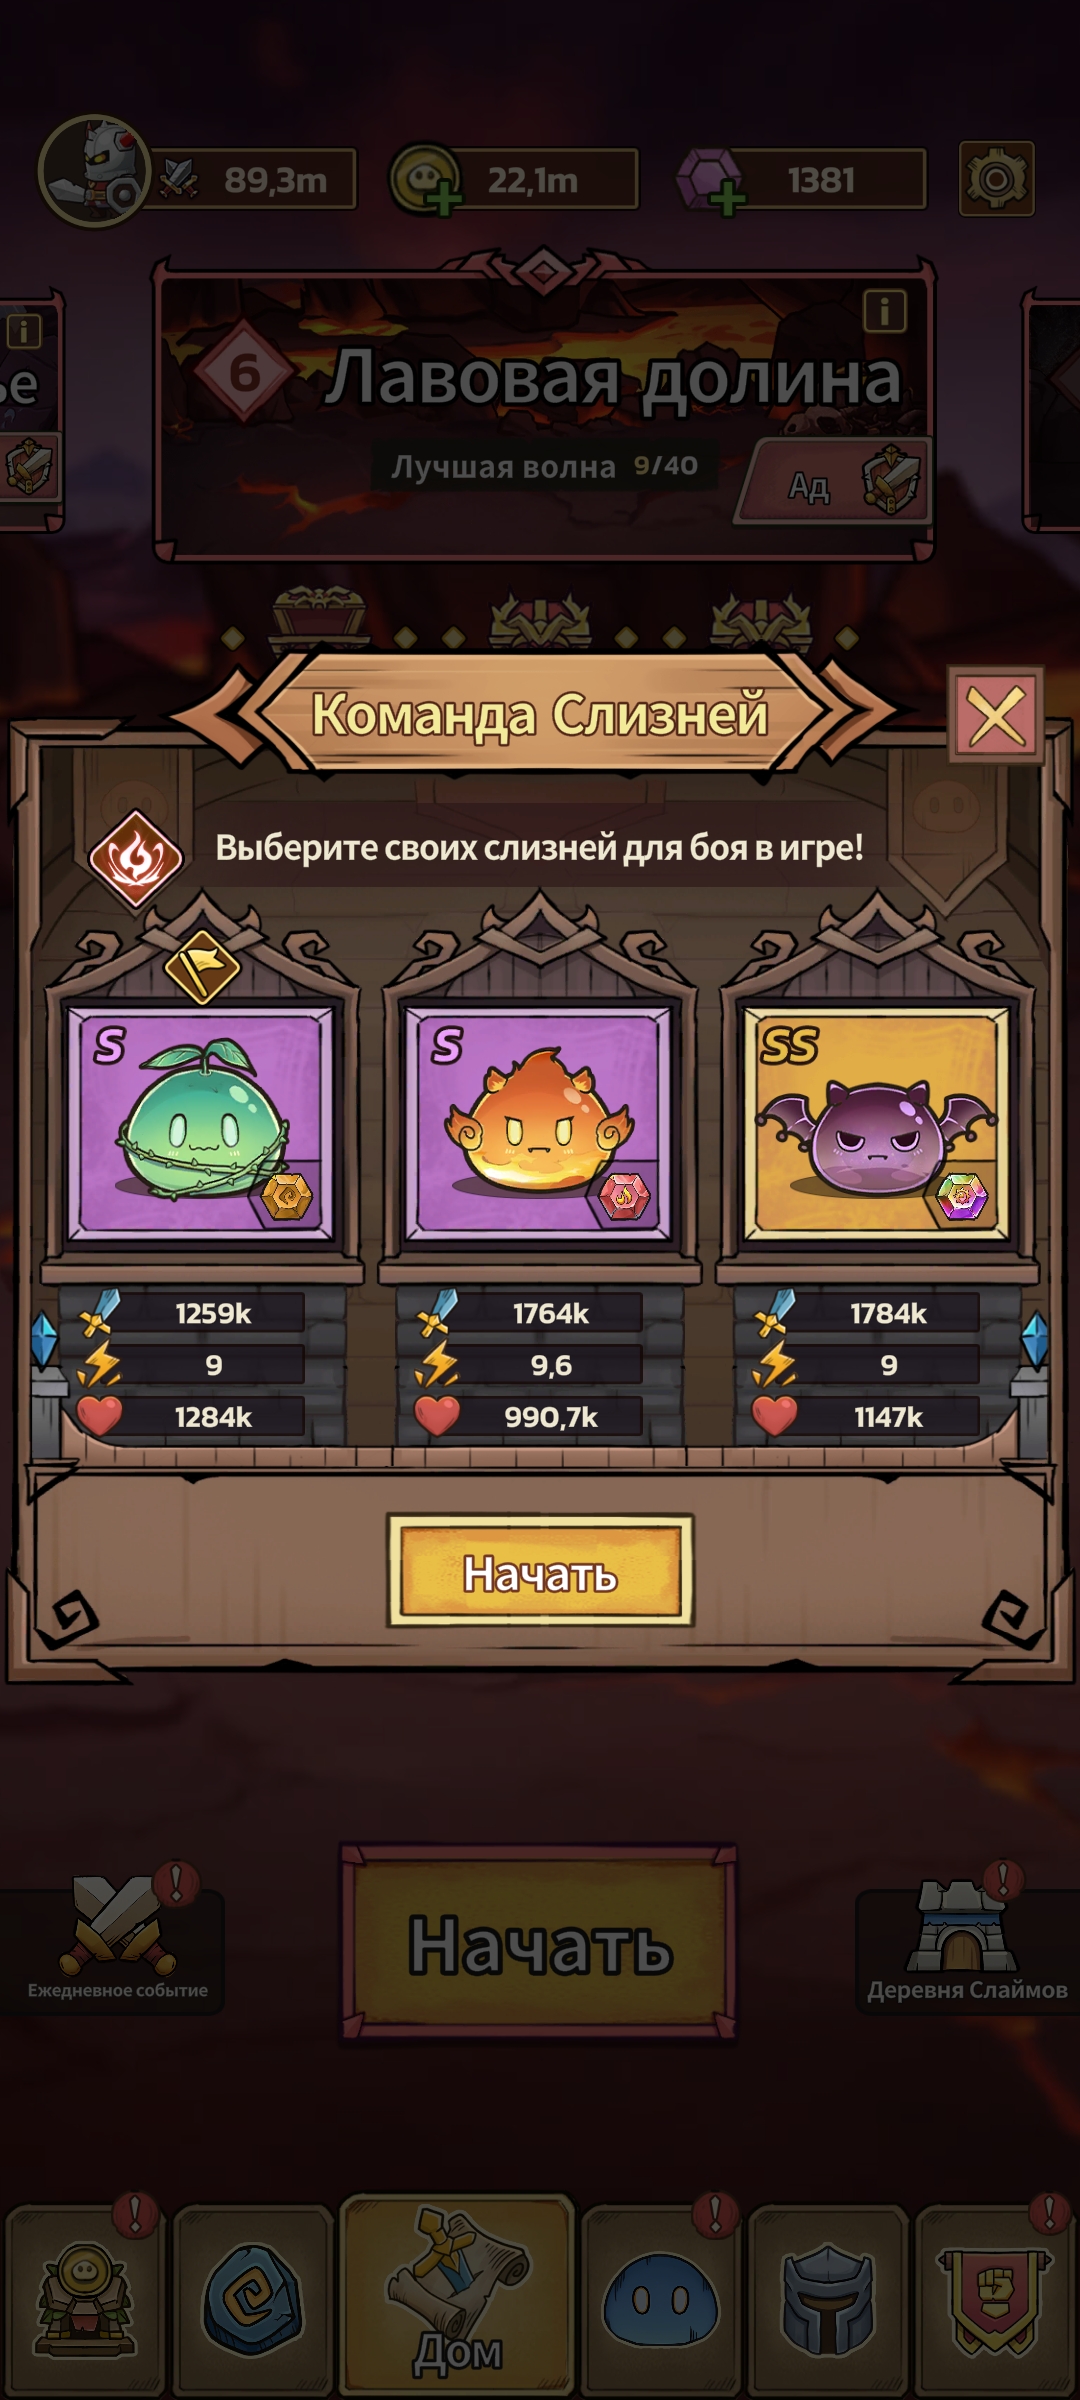 89,3m
22,1m
1381
ье
6
Лавовая долина
Лучшая волна 9/40
Ад
Команда Слизней
Выберите своих слизней для боя в игре!
S
S
SS
1259k
1764k
1784k
9
9,6
9
1284k
990,7k
1147k
Начать
Начать
Ежедневное событие
Деревня Слаймов
Дом